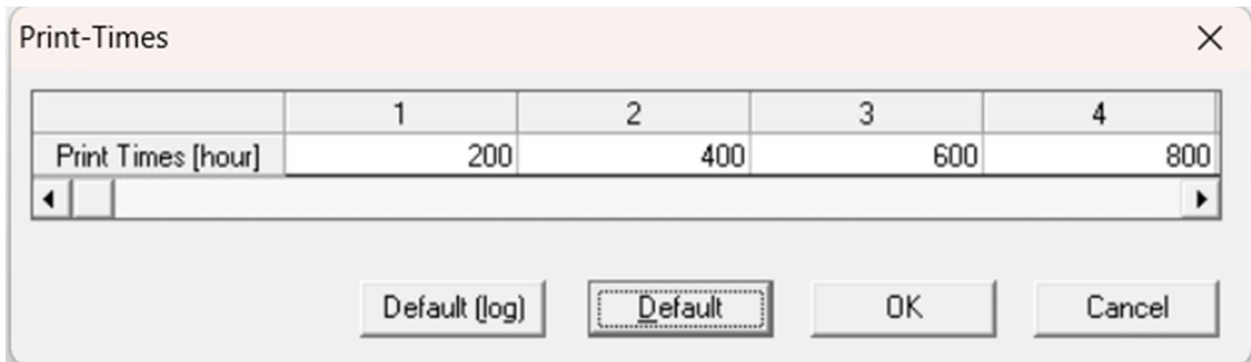 Print-Times
1 2 3 4
Print Times [hour] 200 400 600 800
Default (log) Default OK Cancel